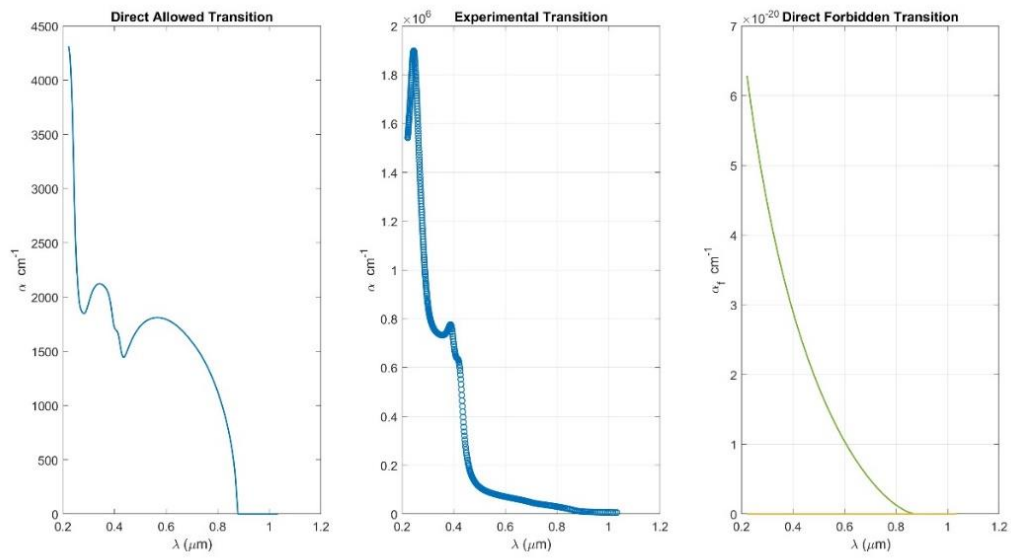 Direct Allowed Transition
4500
4000
3500
3000
2500
2000
1500
1000
500
0
α cm-1
0.2 0.4 0.6 0.8 1 1.2
λ (μm)
×10^6 Experimental Transition
2
1.8
1.6
1.4
1.2
1
0.8
0.6
0.4
0.2
0
α cm-1
0.2 0.4 0.6 0.8 1 1.2
λ (μm)
×10^-20 Direct Forbidden Transition
7
6
5
4
3
2
1
0
αf cm-1
0.2 0.4 0.6 0.8 1 1.2
λ (μm)